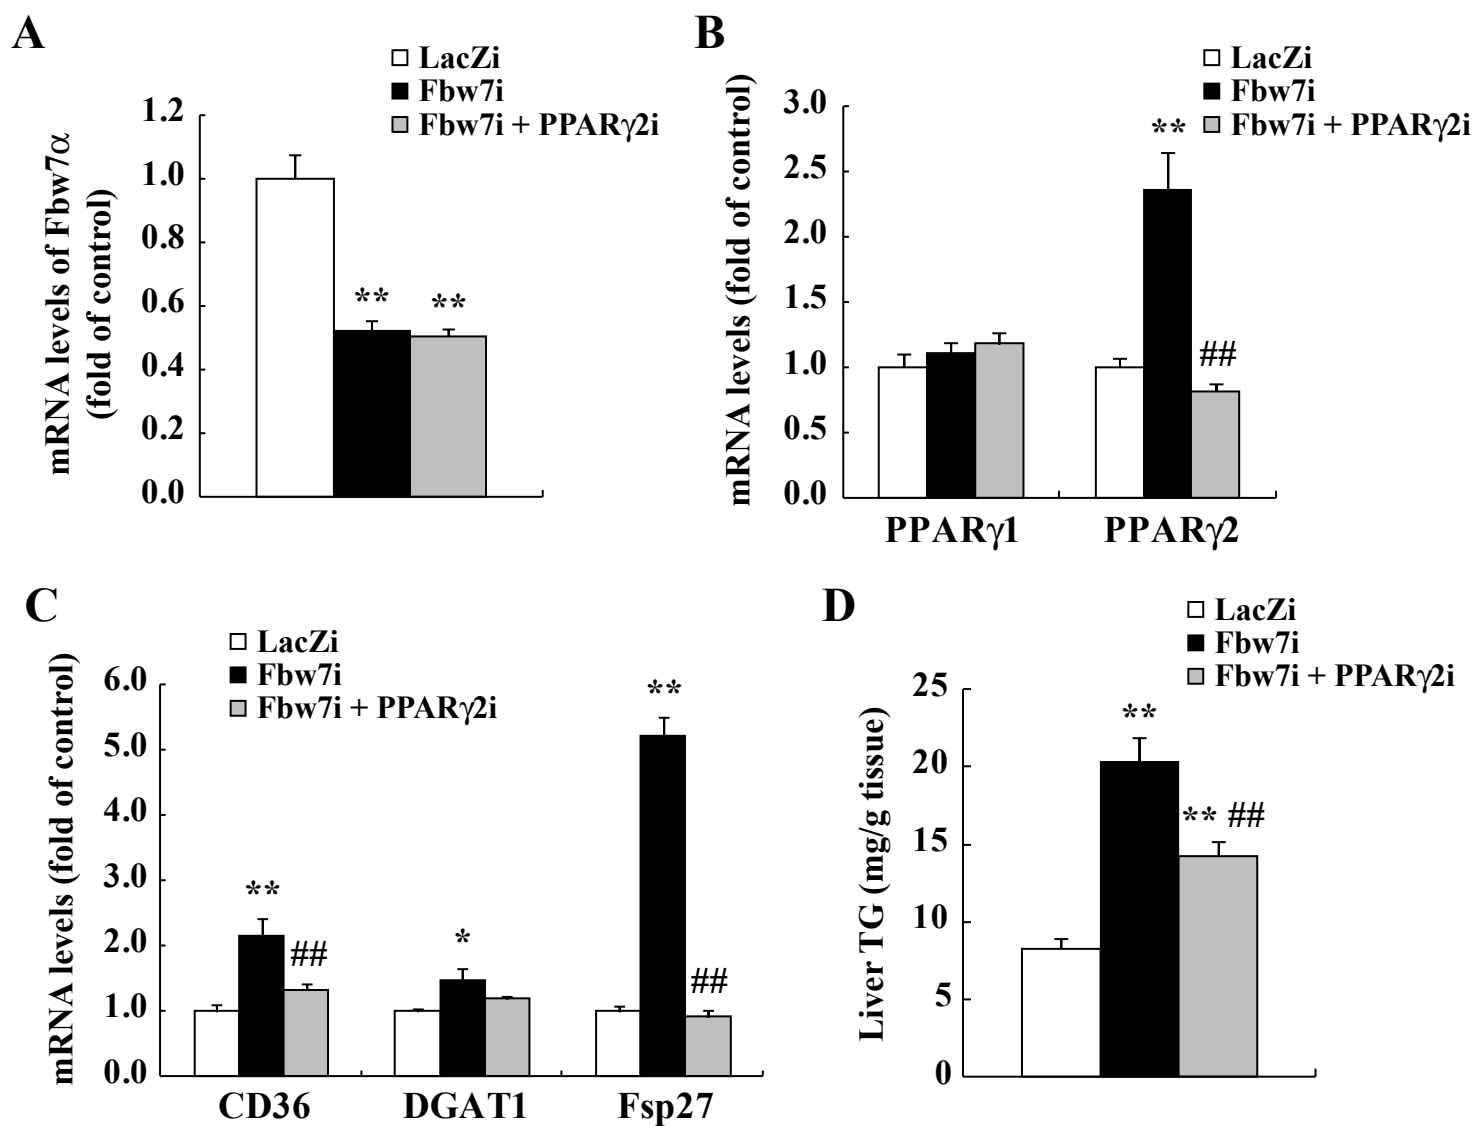 A
LacZi
Fbw7i
Fbw7i + PPARγ2i
mRNA levels of Fbw7α
(fold of control)
1.2
1.0
0.8
0.6
0.4
0.2
0.0
**
**
B
LacZi
Fbw7i
Fbw7i + PPARγ2i
mRNA levels (fold of control)
3.0
2.5
2.0
1.5
1.0
0.5
0.0
**
##
PPARγ1 PPARγ2
C
LacZi
Fbw7i
Fbw7i + PPARγ2i
mRNA levels (fold of control)
6.0
5.0
4.0
3.0
2.0
1.0
0.0
**
##
*
**
##
CD36 DGAT1 Fsp27
D
LacZi
Fbw7i
Fbw7i + PPARγ2i
Liver TG (mg/g tissue)
25
20
15
10
5
0
**
** ##